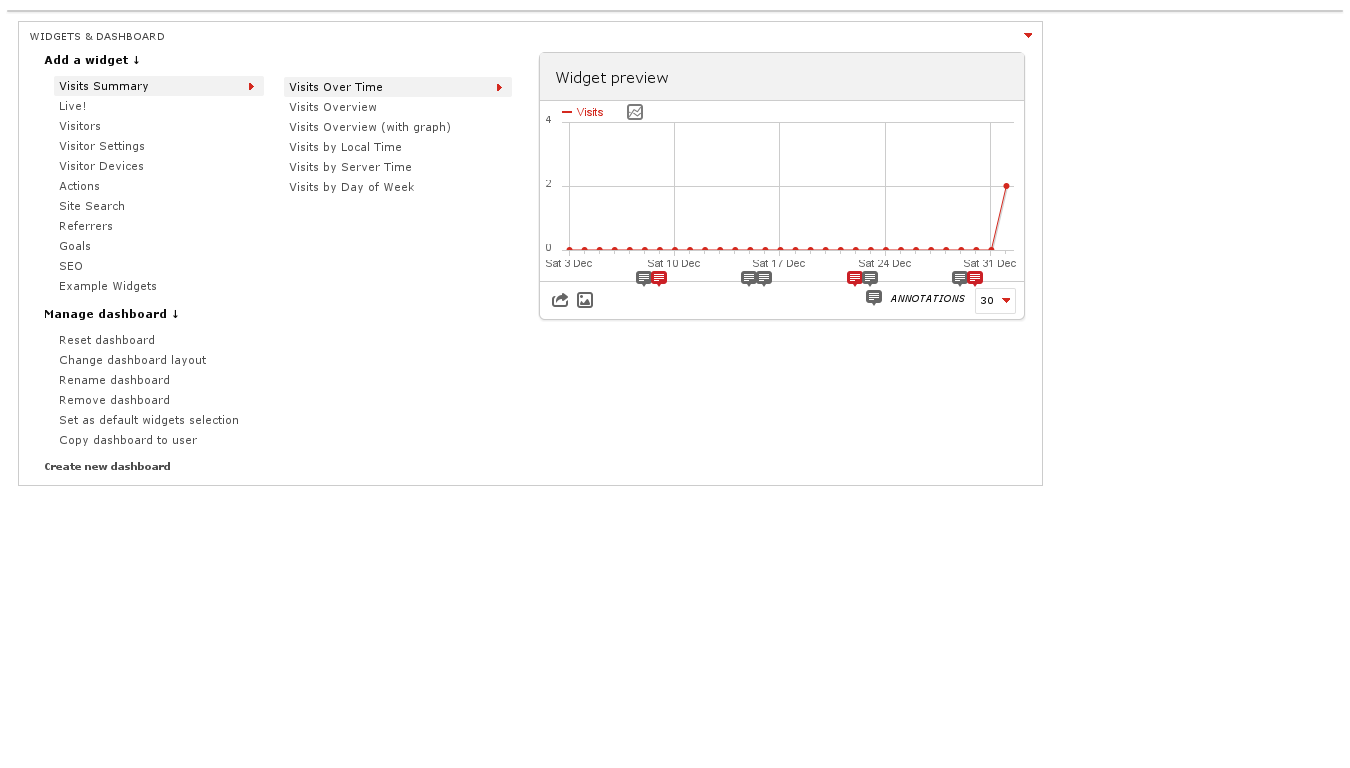 WIDGETS & DASHBOARD
Add a widget ↓
Visits Summary
Live!
Visitors
Visitor Settings
Visitor Devices
Actions
Site Search
Referrers
Goals
SEO
Example Widgets
Manage dashboard ↓
Reset dashboard
Change dashboard layout
Rename dashboard
Remove dashboard
Set as default widgets selection
Copy dashboard to user
Create new dashboard
Visits Over Time
Visits Overview
Visits Overview (with graph)
Visits by Local Time
Visits by Server Time
Visits by Day of Week
Widget preview
Visits
4
2
0
Sat 3 Dec Sat 10 Dec Sat 17 Dec Sat 24 Dec Sat 31 Dec
ANNOTATIONS 30